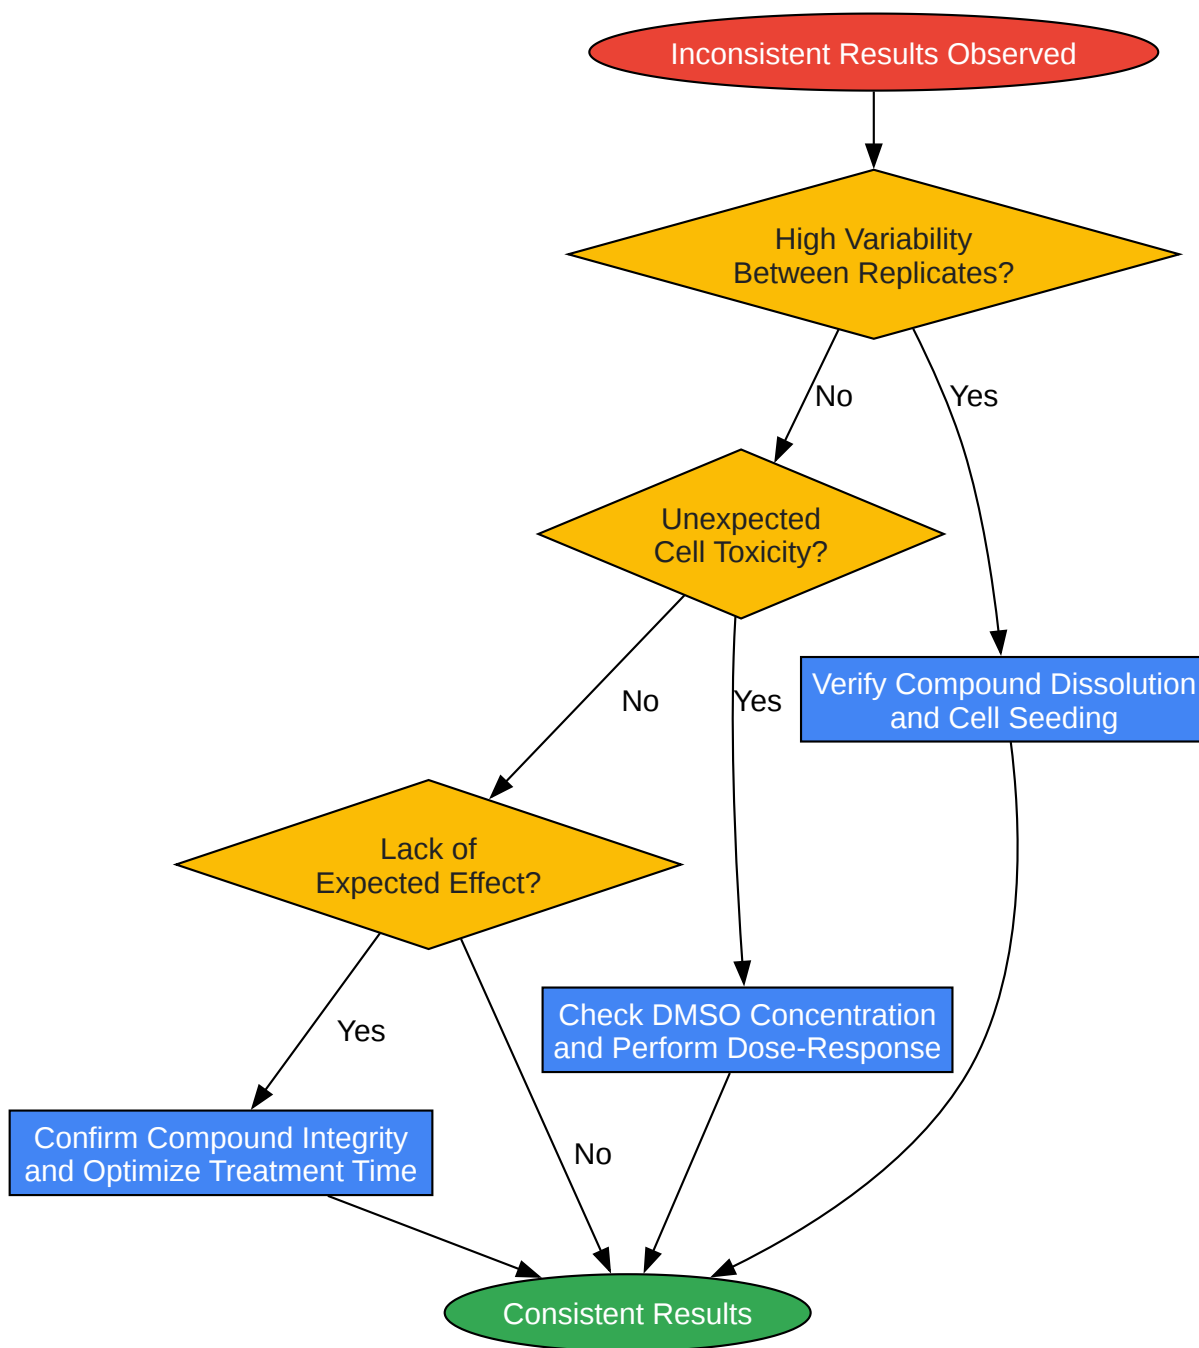 Inconsistent Results Observed
High Variability
Between Replicates?
No
Yes
Unexpected
Cell Toxicity?
No
Yes
Verify Compound Dissolution
and Cell Seeding
Lack of
Expected Effect?
Yes
Check DMSO Concentration
and Perform Dose-Response
Confirm Compound Integrity
and Optimize Treatment Time
No
Consistent Results